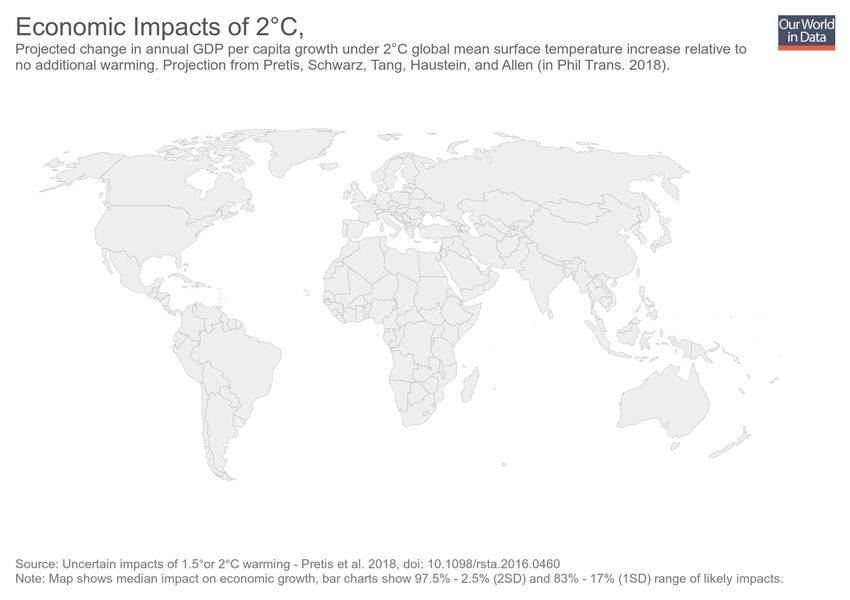 Economic Impacts of 2°C,
Our World
in Data
Projected change in annual GDP per capita growth under 2°C global mean surface temperature increase relative to
no additional warming. Projection from Pretis, Schwarz, Tang, Haustein, and Allen (in Phil Trans. 2018).
Source: Uncertain impacts of 1.5°or 2°C warming - Pretis et al. 2018, doi: 10.1098/rsta.2016.0460
Note: Map shows median impact on economic growth, bar charts show 97.5% - 2.5% (2SD) and 83% - 17% (1SD) range of likely impacts.